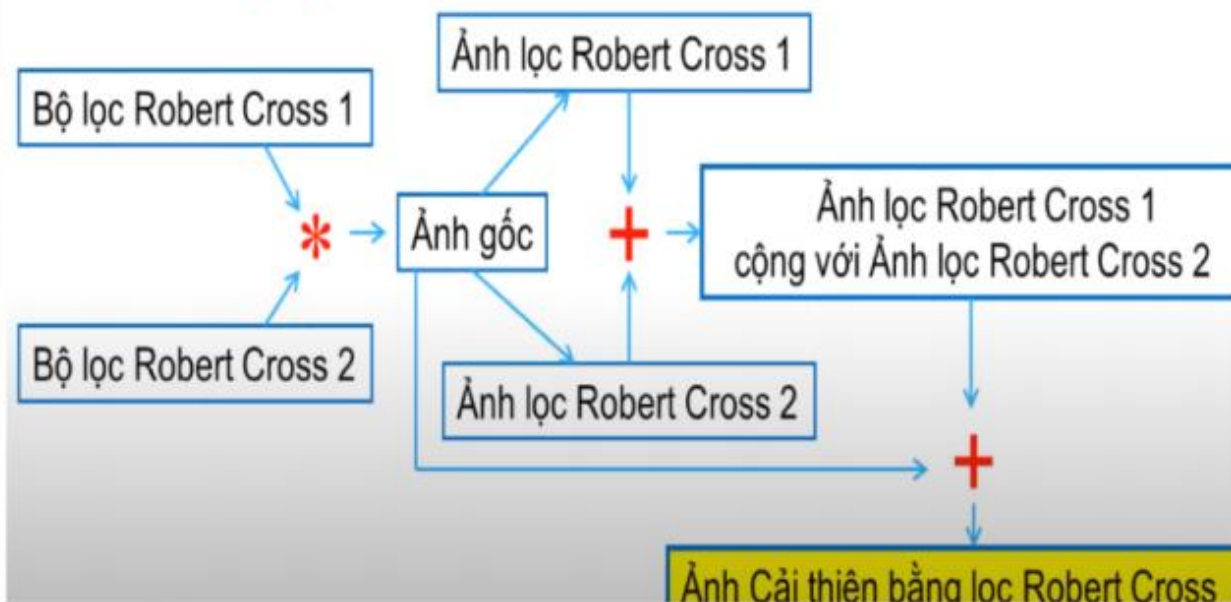 Ảnh lọc Robert Cross 1
Bộ lọc Robert Cross 1
*
Ảnh gốc
+
Ảnh lọc Robert Cross 1
cộng với Ảnh lọc Robert Cross 2
Bộ lọc Robert Cross 2
Ảnh lọc Robert Cross 2
+
Ảnh Cải thiện bằng lọc Robert Cross